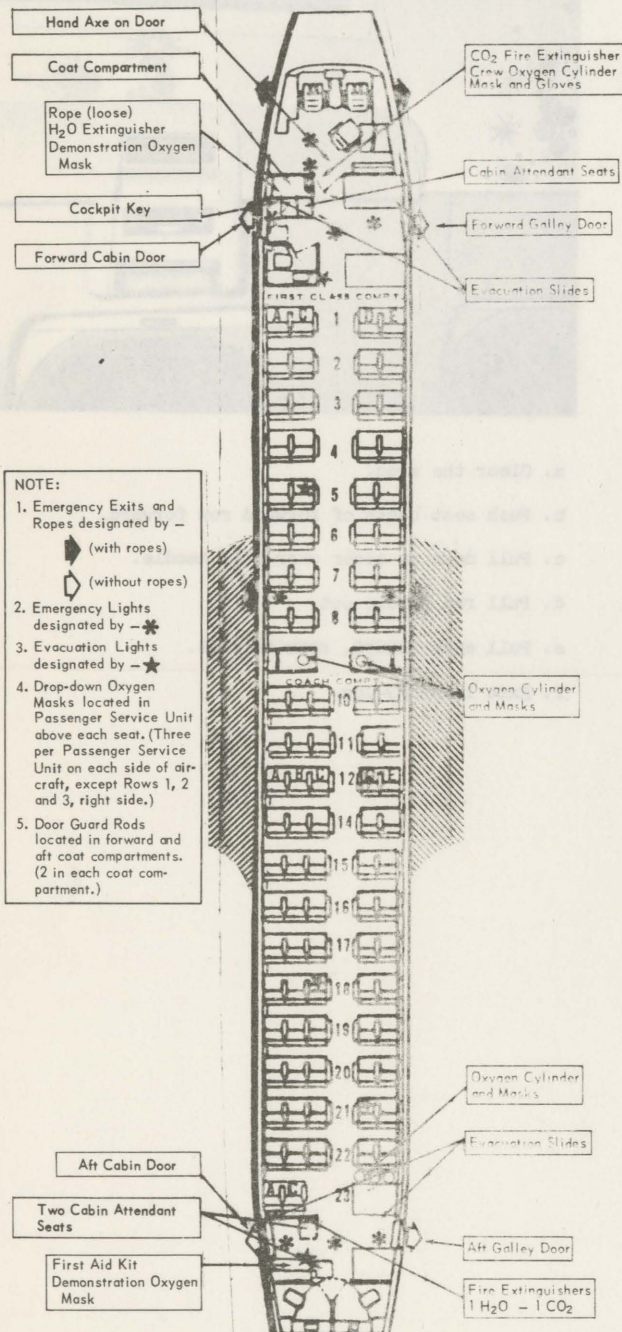 Hand Axe on Door
Coat Compartment
Rope (loose)
H₂O Extinguisher
Demonstration Oxygen
Mask
Cockpit Key
Forward Cabin Door
CO₂ Fire Extinguisher
Crew Oxygen Cylinder
Mask and Gloves
Cabin Attendant Seats
Forward Galley Door
Evacuation Slides
FIRST CLASS COMPT.
A C 1 D E
2
3
4
5
6
7
8
COACH COMPT.
10
11
A B C 12 D E
14
15
16
17
18
19
20
21
22
A C 23
NOTE:
1. Emergency Exits and
Ropes designated by –
(with ropes)
(without ropes)
2. Emergency Lights
designated by –
3. Evacuation Lights
designated by –
4. Drop-down Oxygen
Masks located in
Passenger Service Unit
above each seat. (Three
per Passenger Service
Unit on each side of air-
craft, except Rows 1, 2
and 3, right side.)
5. Door Guard Rods
located in forward and
aft coat compartments.
(2 in each coat com-
partment.)
Oxygen Cylinder
and Masks
Oxygen Cylinder
and Masks
Evacuation Slides
Aft Cabin Door
Two Cabin Attendant
Seats
First Aid Kit
Demonstration Oxygen
Mask
Aft Galley Door
Fire Extinguishers
1 H₂O – 1 CO₂
a. Clear the
b. Push seat
c. Pull
d. Pull
e. Pull